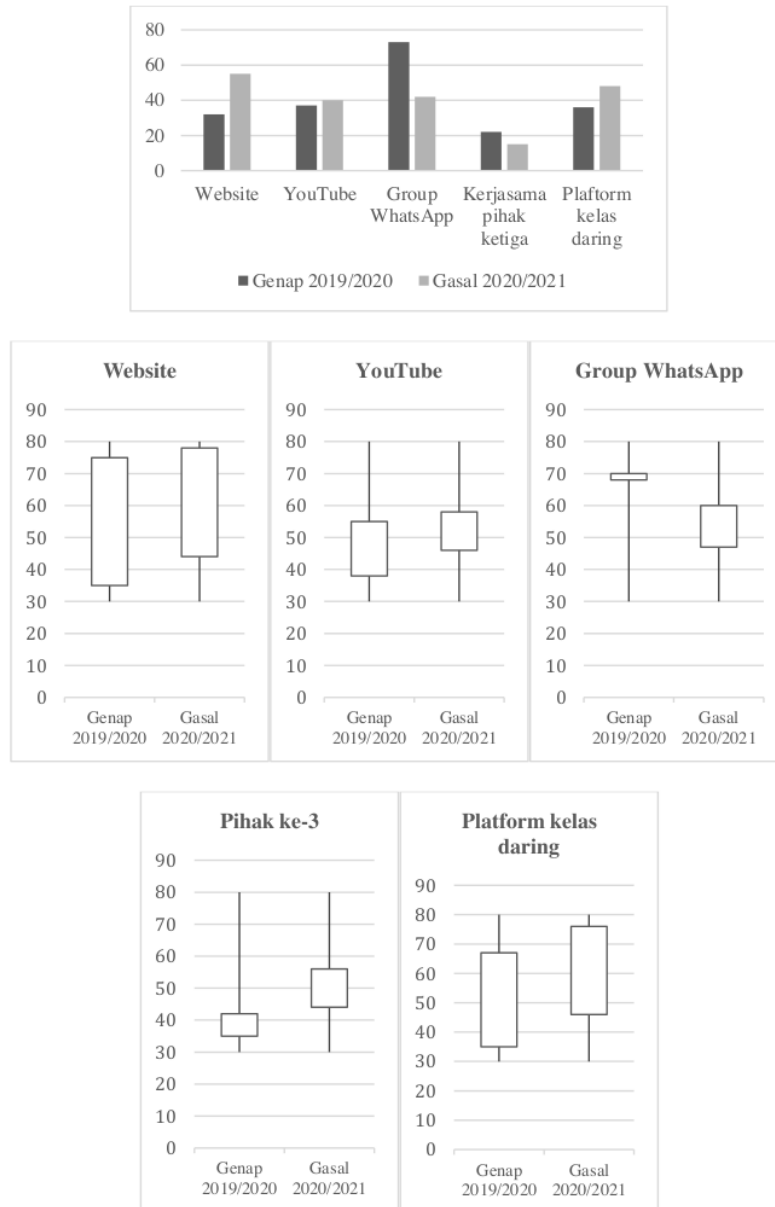 80
60
40
20
0
Website
YouTube
Group
WhatsApp
Kerjasama
pihak
ketiga
Plaftorm
kelas
daring
Genap 2019/2020
Gasal 2020/2021
Website
90
80
70
60
50
40
30
20
10
0
Genap
2019/2020
Gasal
2020/2021
YouTube
90
80
70
60
50
40
30
20
10
0
Genap
2019/2020
Gasal
2020/2021
Group WhatsApp
90
80
70
60
50
40
30
20
10
0
Genap
2019/2020
Gasal
2020/2021
Pihak ke-3
90
80
70
60
50
40
30
20
10
0
Genap
2019/2020
Gasal
2020/2021
Platform kelas
daring
90
80
70
60
50
40
30
20
10
0
Genap
2019/2020
Gasal
2020/2021